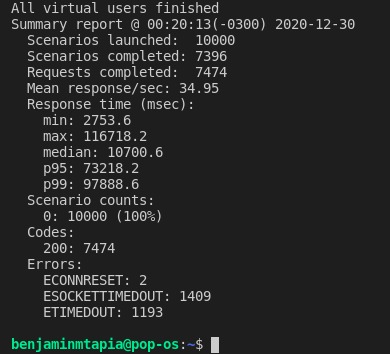 All virtual users finished
Summary report @ 00:20:13(-0300) 2020-12-30
Scenarios launched: 10000
Scenarios completed: 7396
Requests completed: 7474
Mean response/sec: 34.95
Response time (msec):
min: 2753.6
max: 116718.2
median: 10700.6
p95: 73218.2
p99: 97888.6
Scenario counts:
0: 10000 (100%)
Codes:
200: 7474
Errors:
ECONNRESET: 2
ESOCKETTIMEDOUT: 1409
ETIMEDOUT: 1193
benjaminmtapia@pop-os:~$